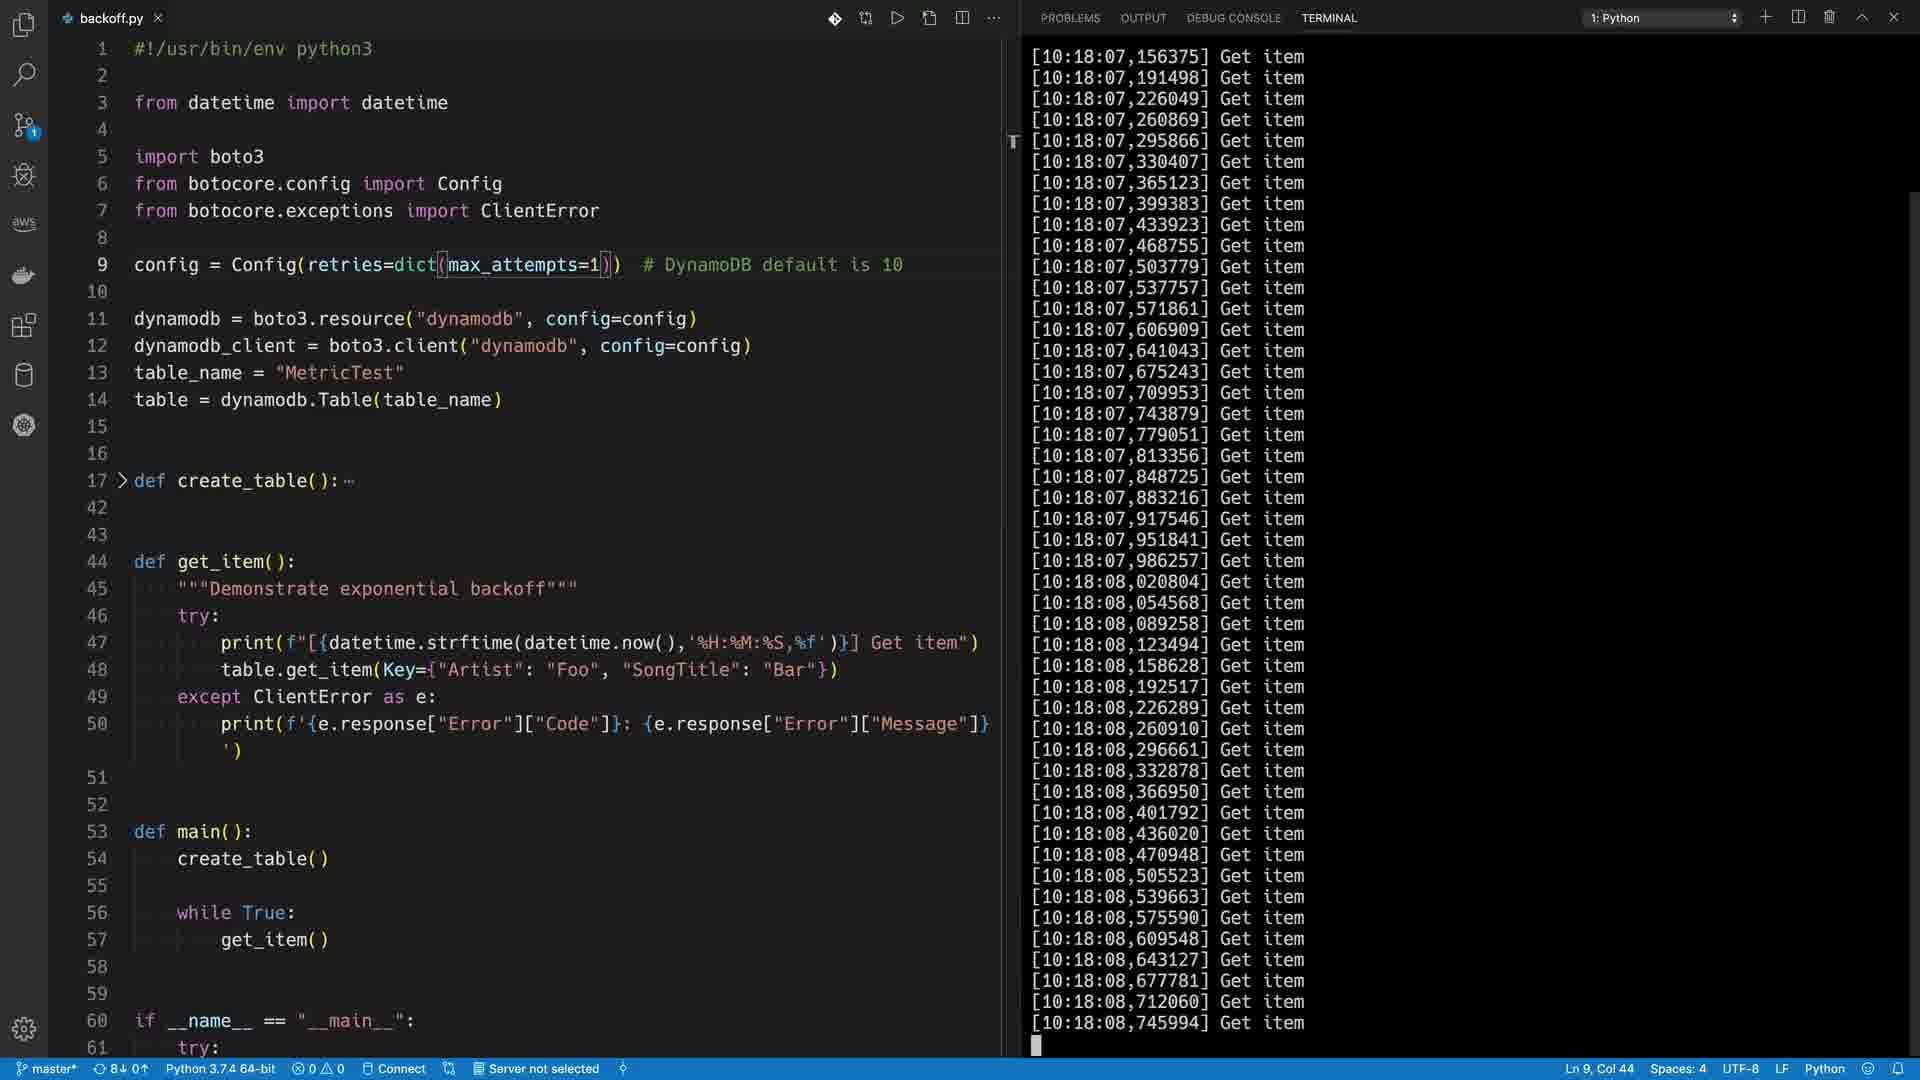 backoff.py
PROBLEMS OUTPUT DEBUG CONSOLE TERMINAL 1: Python
1 #!/usr/bin/env python3
2
3 from datetime import datetime
4
5 import boto3
6 from botocore.config import Config
7 from botocore.exceptions import ClientError
8
9 config = Config(retries=dict(max_attempts=1)) # DynamoDB default is 10
10
11 dynamodb = boto3.resource("dynamodb", config=config)
12 dynamodb_client = boto3.client("dynamodb", config=config)
13 table_name = "MetricTest"
14 table = dynamodb.Table(table_name)
15
16
17 def create_table():
42
43
44 def get_item():
45 """Demonstrate exponential backoff"""
46 try:
47 print(f"[{datetime.strftime(datetime.now(),'%H:%M:%S,%f')}] Get item")
48 table.get_item(Key={"Artist": "Foo", "SongTitle": "Bar"})
49 except ClientError as e:
50 print(f'{e.response["Error"]["Code"]}: {e.response["Error"]["Message"]}
')
51
52
53 def main():
54 create_table()
55
56 while True:
57 get_item()
58
59
60 if __name__ == "__main__":
61 try:
aws
1
[10:18:07,156375] Get item
[10:18:07,191498] Get item
[10:18:07,226049] Get item
[10:18:07,260869] Get item
[10:18:07,295866] Get item
[10:18:07,330407] Get item
[10:18:07,365123] Get item
[10:18:07,399383] Get item
[10:18:07,433923] Get item
[10:18:07,468755] Get item
[10:18:07,503779] Get item
[10:18:07,537757] Get item
[10:18:07,571861] Get item
[10:18:07,606909] Get item
[10:18:07,641043] Get item
[10:18:07,675243] Get item
[10:18:07,709953] Get item
[10:18:07,743879] Get item
[10:18:07,779051] Get item
[10:18:07,813356] Get item
[10:18:07,848725] Get item
[10:18:07,883216] Get item
[10:18:07,917546] Get item
[10:18:07,951841] Get item
[10:18:07,986257] Get item
[10:18:08,020804] Get item
[10:18:08,054568] Get item
[10:18:08,089258] Get item
[10:18:08,123494] Get item
[10:18:08,158628] Get item
[10:18:08,192517] Get item
[10:18:08,226289] Get item
[10:18:08,260910] Get item
[10:18:08,296661] Get item
[10:18:08,332878] Get item
[10:18:08,366950] Get item
[10:18:08,401792] Get item
[10:18:08,436020] Get item
[10:18:08,470948] Get item
[10:18:08,505523] Get item
[10:18:08,539663] Get item
[10:18:08,575590] Get item
[10:18:08,609548] Get item
[10:18:08,643127] Get item
[10:18:08,677781] Get item
[10:18:08,712060] Get item
[10:18:08,745994] Get item
master* 8↓ 0↑ Python 3.7.4 64-bit 0 0 Connect Server not selected Ln 9, Col 44 Spaces: 4 UTF-8 LF Python